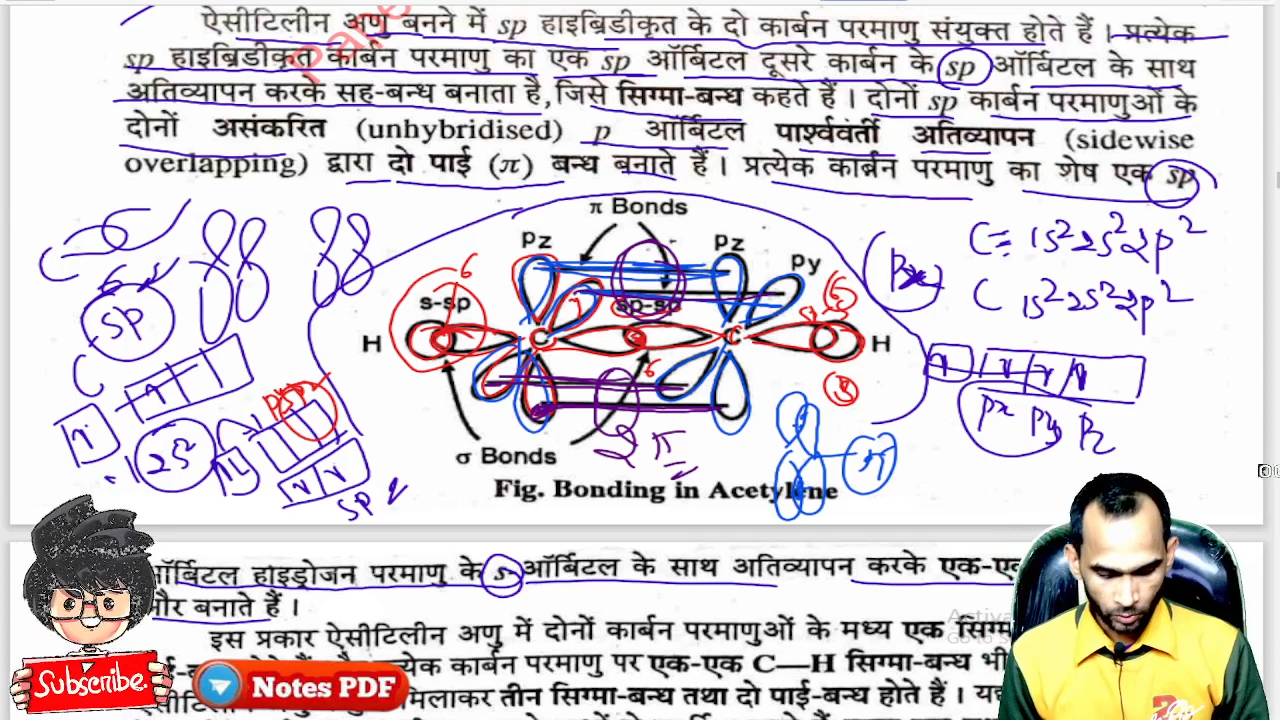 ऐसीटिलीन अणु बनने में sp हाइब्रिडीकृत के दो कार्बन परमाणु संयुक्त होते हैं । प्रत्येक
sp हाइब्रिडीकृत कार्बन परमाणु का एक sp ऑर्बिटल दूसरे कार्बन के sp ऑर्बिटल के साथ
अतिव्यापन करके सह-बन्ध बनाता है, जिसे सिग्मा-बन्ध कहते हैं । दोनों sp कार्बन परमाणुओं के
दोनों असंकरित (unhybridised) p ऑर्बिटल पार्श्ववर्ती अतिव्यापन (sidewise
overlapping) द्वारा दो पाई (π) बन्ध बनाते हैं । प्रत्येक कार्बन परमाणु का शेष एक sp
π Bonds
C = 1s² 2s² 2p²
C 1s² 2s² 2p²
pz pz py
s-sp sp-sp
H C C H
sp
2s²
sp
px py pz
2π
σ Bonds
Fig. Bonding in Acetylene
ऑर्बिटल हाइड्रोजन परमाणु के s ऑर्बिटल के साथ अतिव्यापन करके एक-एक
और बनाते हैं ।
इस प्रकार ऐसीटिलीन अणु में दोनों कार्बन परमाणुओं के मध्य एक
कार्बन परमाणु पर एक-एक C—H सिग्मा-बन्ध भी
मिलाकर तीन सिग्मा-बन्ध तथा दो पाई-बन्ध होते हैं ।
Subscribe.
Notes PDF